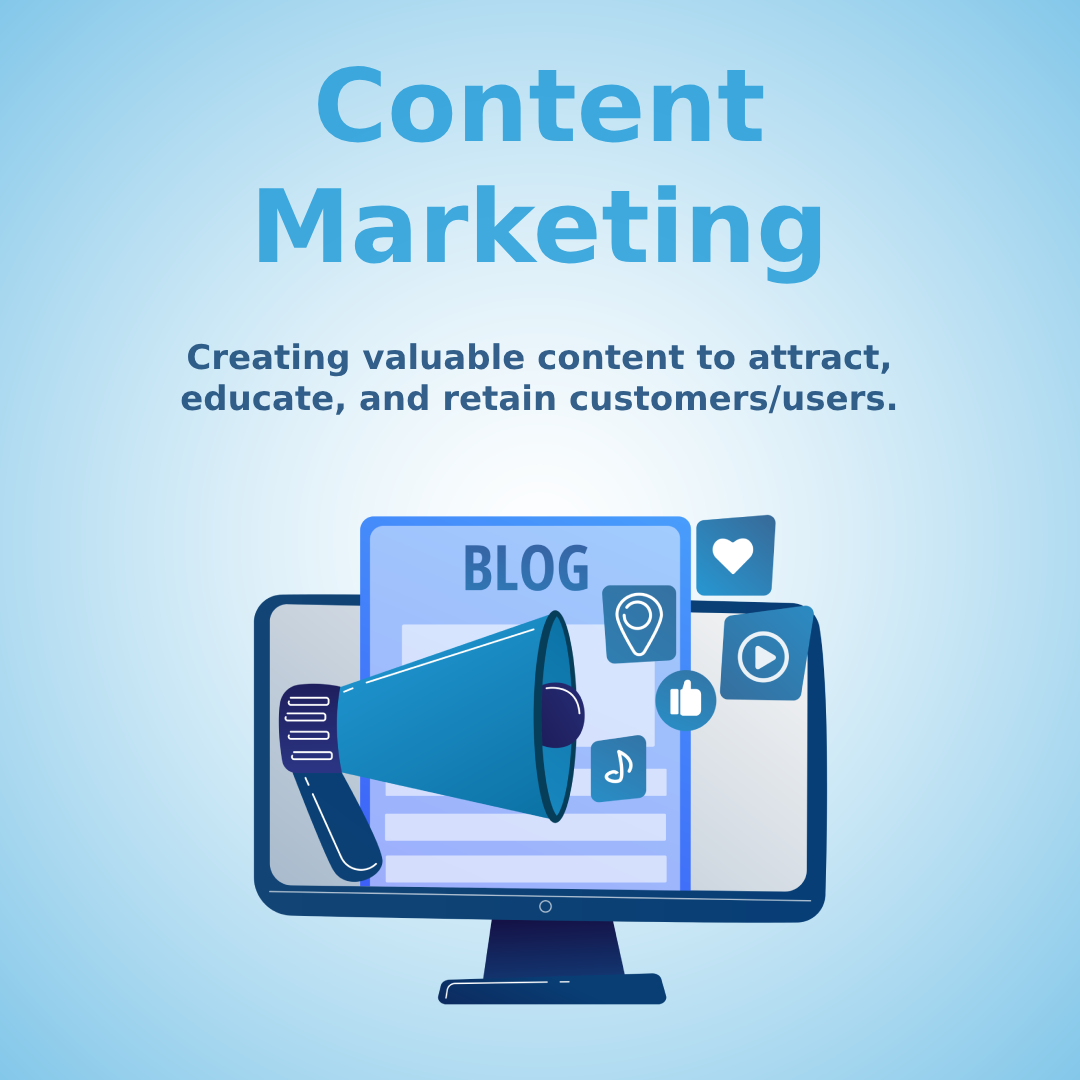 Content
Marketing
Creating valuable content to attract,
educate, and retain customers/users.
BLOG